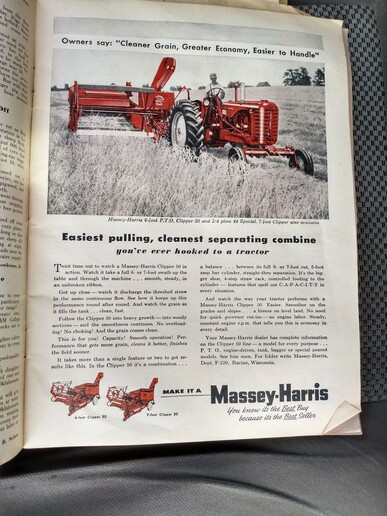 Owners say: "Cleaner Grain, Greater Economy, Easier to Handle"
Massey-Harris 6-foot P.T.O. Clipper 50 and 3-4 plow 44 Special. 7-foot Clipper also available
Easiest pulling, cleanest separating combine
you're ever hooked to a tractor
Take time out to watch a Massey-Harris Clipper 50 in
action. Watch it take a full 6- or 7-foot swath up the
table and through the machine . . . smooth, steady, in
an unbroken ribbon.
Get up close — watch it discharge the threshed straw
in the same continuous flow. See how it keeps up this
performance round after round. And watch the grain as
it fills the tank . . . clean, fast.
Follow the Clipper 50 into heavy growth — into weedy
sections — and the smoothness continues. No overload-
ing! No choking! And the grain comes clean.
This is for you! Capacity! Smooth Operation! Per-
formance that gets more grain, cleans it better, finishes
the field sooner.
It takes more than a single feature or two to get re-
sults like this. In the Clipper 50 it's a combination . . .
a balance . . . between its full 6- or 7-foot cut, 5-foot
rasp bar cylinder, straight-thru separation. It's the big-
ger shoe, 4-step straw rack, controlled feeding to the
cylinder — features that spell out C-A-P-A-C-I-T-Y in
every situation.
And watch the way your tractor performs with a
Massey-Harris Clipper 50. Easier. Smoother on the
grades and slopes . . . a breeze on level land. No need
to watch governor cut-ins — no engine labor. Steady,
constant engine r.p.m. that tells you this is economy in
every detail.
Your Massey-Harris dealer has complete information
on the Clipper 50 line — a model for every purpose . . .
P. T. O., engine-driven, tank, bagger or special peanut
models. See him soon. For folder write Massey-Harris,
Dept. F-220, Racine, Wisconsin.
6-foot Clipper 50
7-foot Clipper 50
MAKE IT A
Massey-Harris
You know its the Best Buy
because its the Best Seller